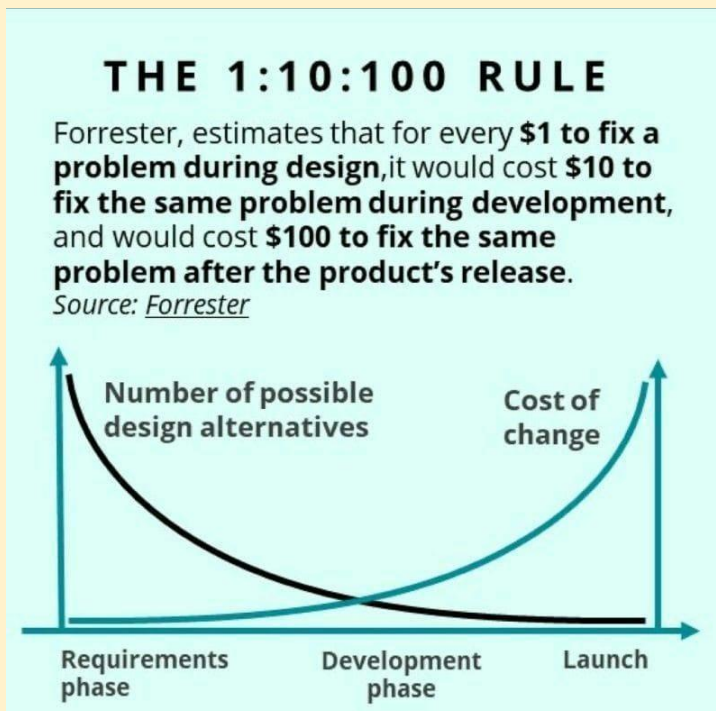 THE 1:10:100 RULE
Forrester, estimates that for every $1 to fix a
problem during design,it would cost $10 to
fix the same problem during development,
and would cost $100 to fix the same
problem after the product's release.
Source: Forrester
Number of possible
design alternatives
Cost of
change
Requirements
phase
Development
phase
Launch